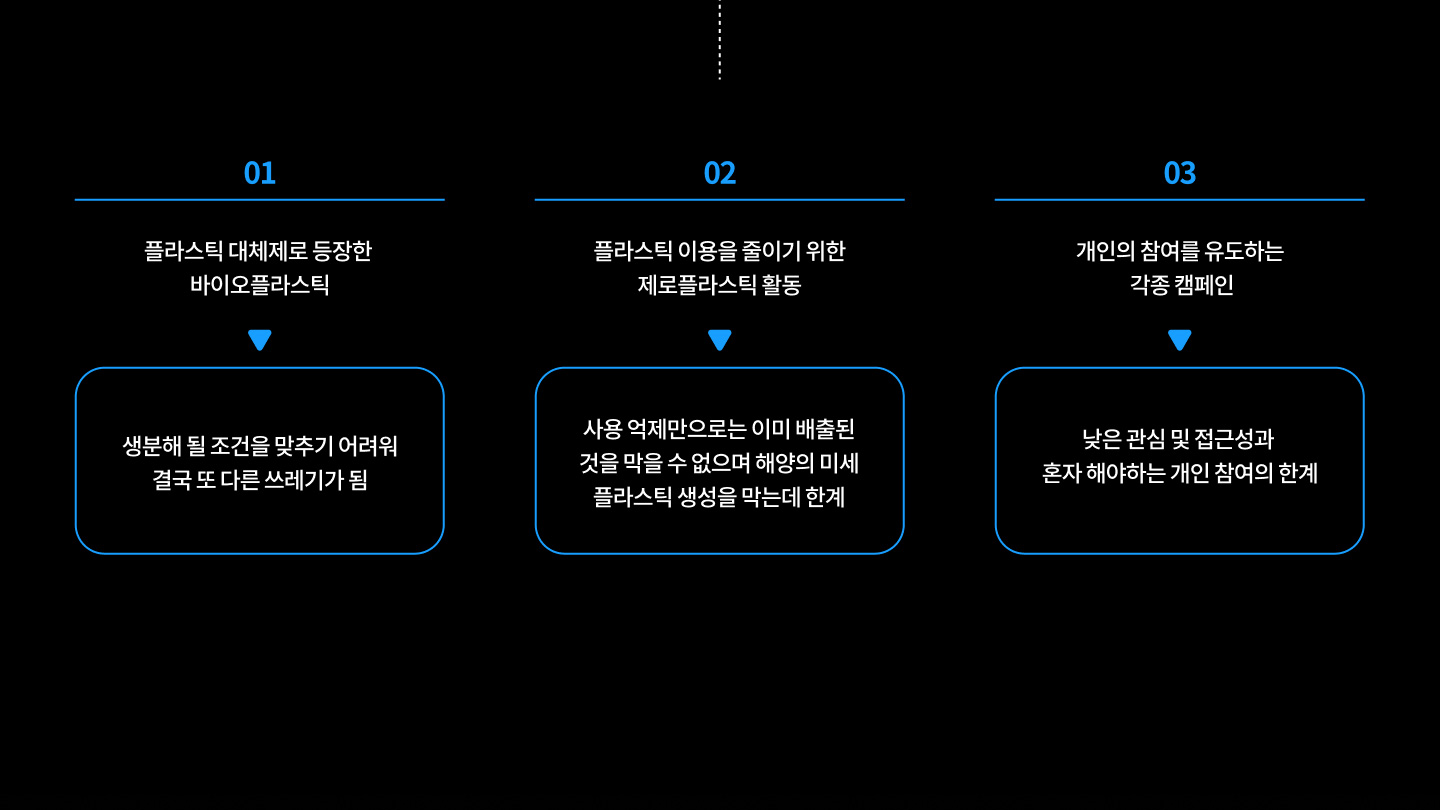 01
플라스틱 대체제로 등장한
바이오플라스틱
생분해 될 조건을 맞추기 어려워
결국 또 다른 쓰레기가 됨
02
플라스틱 이용을 줄이기 위한
제로플라스틱 활동
사용 억제만으로는 이미 배출된
것을 막을 수 없으며 해양의 미세
플라스틱 생성을 막는데 한계
03
개인의 참여를 유도하는
각종 캠페인
낮은 관심 및 접근성과
혼자 해야하는 개인 참여의 한계